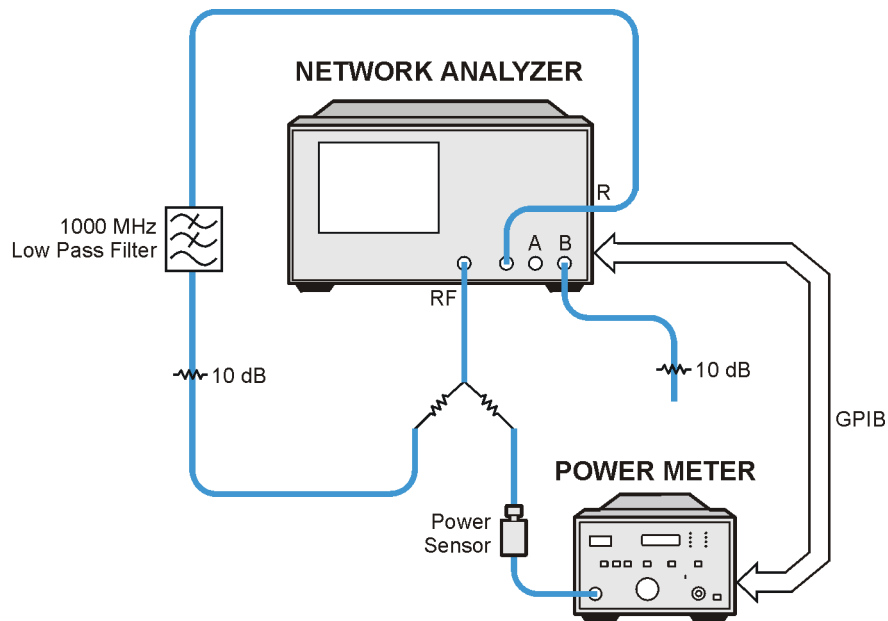 NETWORK ANALYZER
R
1000 MHz
Low Pass Filter
A B
RF
10 dB
10 dB
GPIB
POWER METER
Power
Sensor